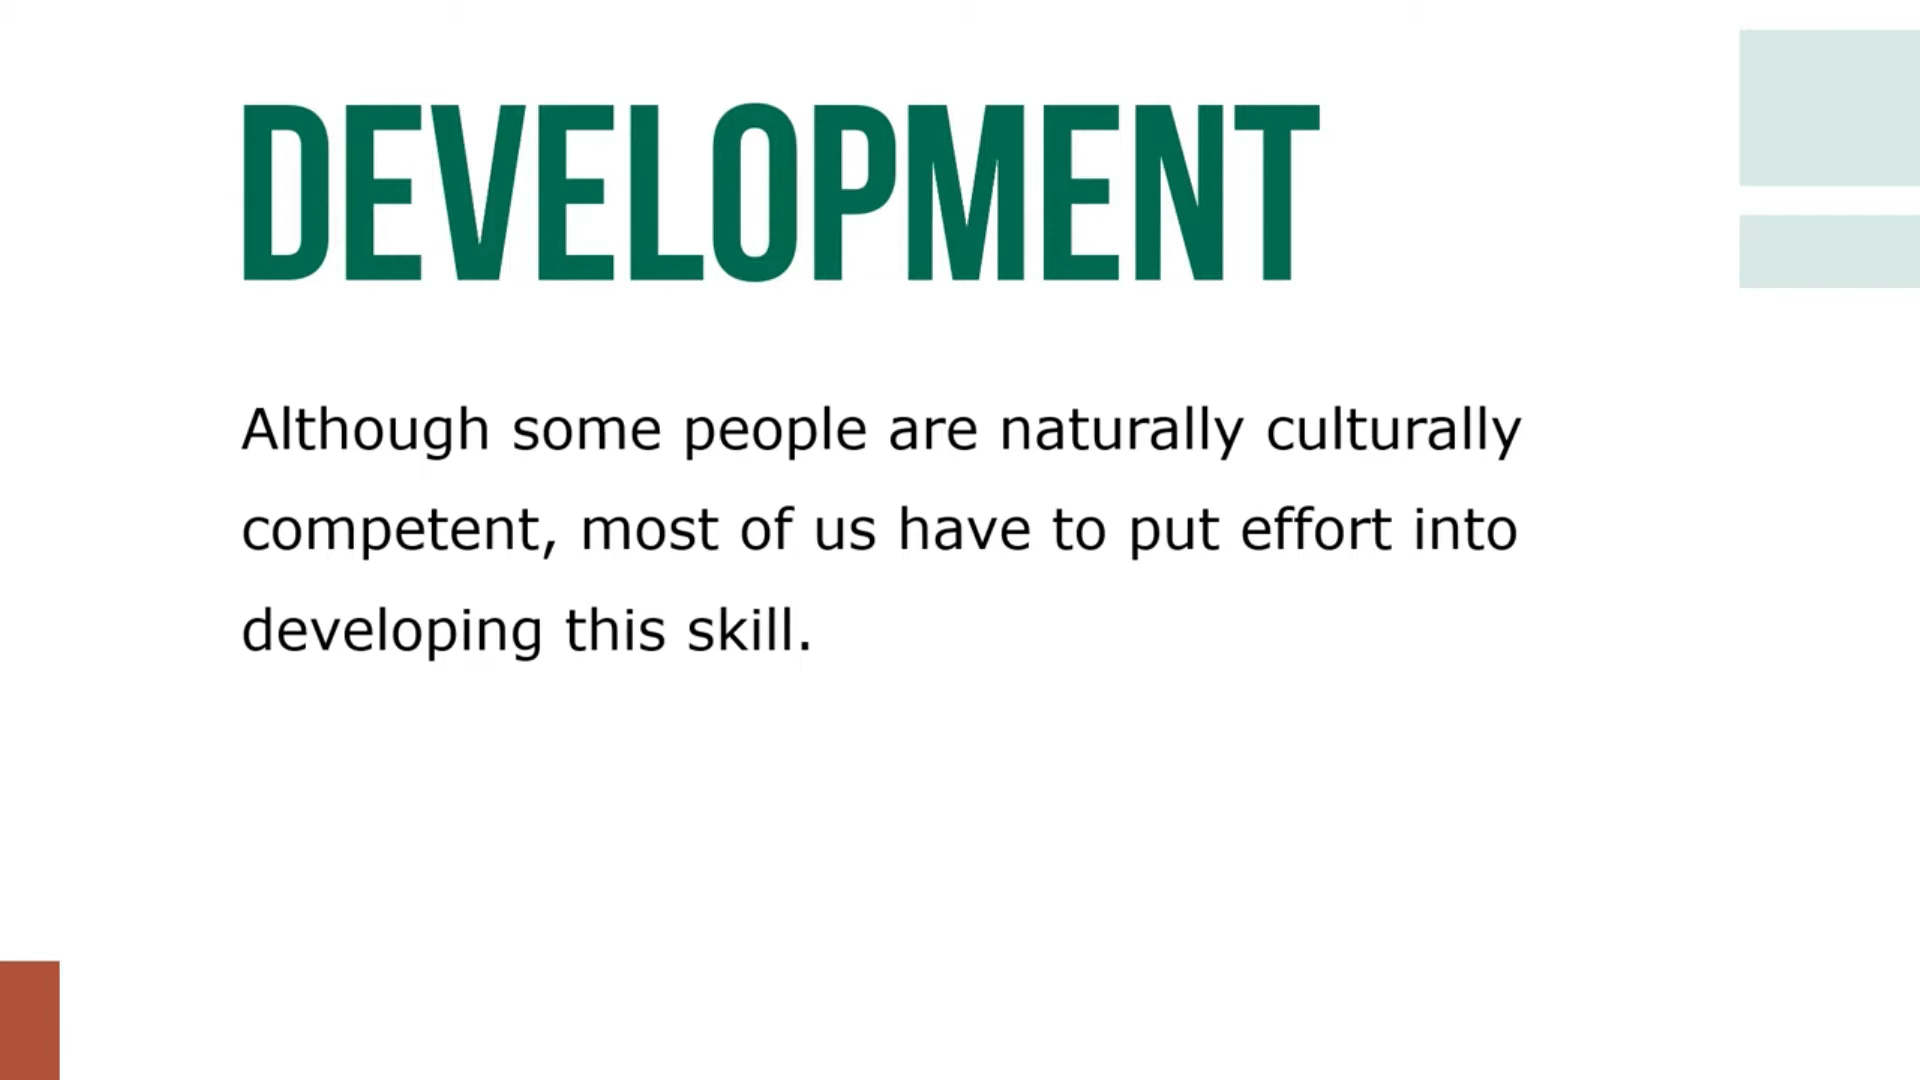 DEVELOPMENT
Although some people are naturally culturally
competent, most of us have to put effort into
developing this skill.